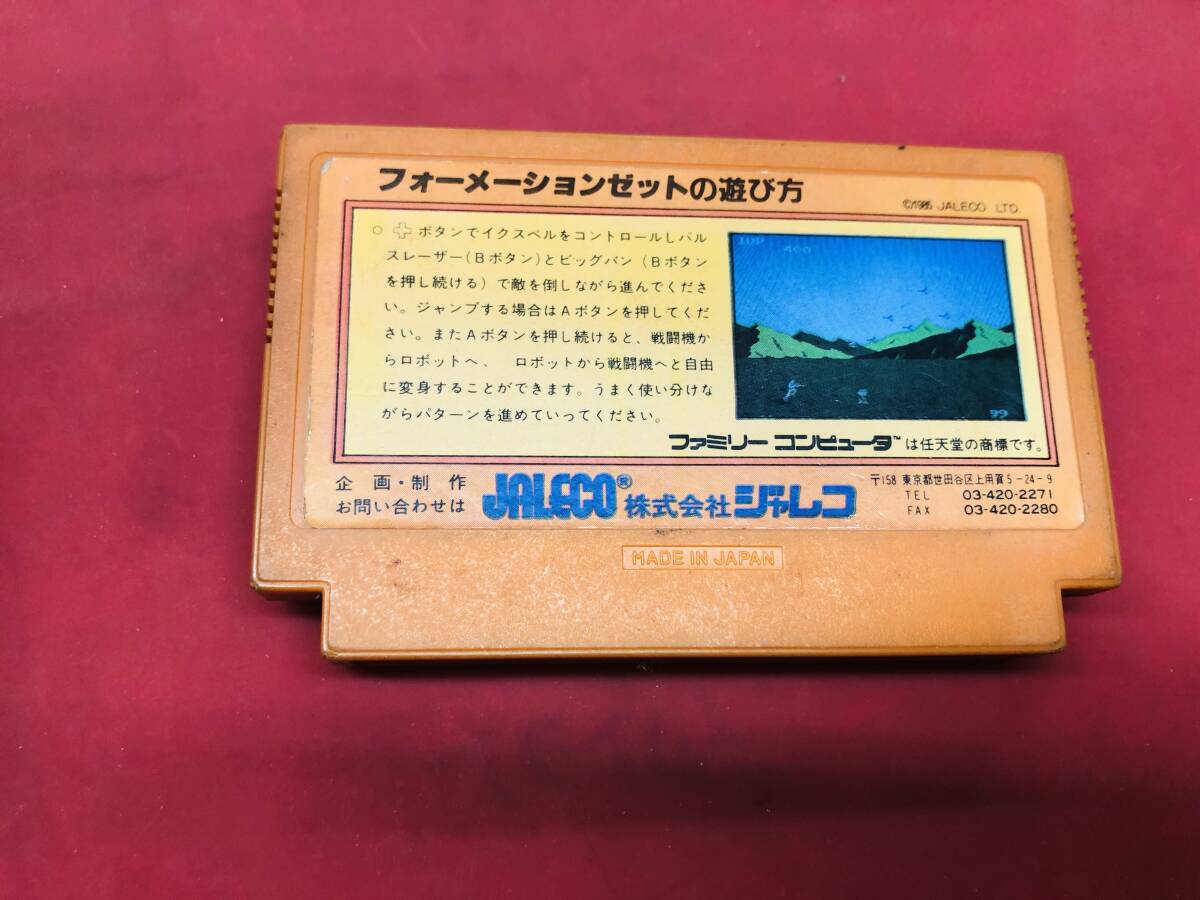 フォーメーションゼットの遊び方
©1985 JALECO LTD.
○ ✚ボタンでイクスペルをコントロールしパル
スレーザー(Bボタン)とビッグバン(Bボタン
を押し続ける)で敵を倒しながら進んでくださ
い。ジャンプする場合はAボタンを押してくだ
さい。またAボタンを押し続けると、戦闘機か
らロボットへ、 ロボットから戦闘機へと自由
に変身することができます。うまく使い分けな
がらパターンを進めていってください。
1UP
400
99
ファミリー コンピュータ™は任天堂の商標です。
企画・制作
お問い合わせは
JALECO® 株式会社ジャレコ
〒158 東京都世田谷区上用賀5-24-9
TEL 03-420-2271
FAX 03-420-2280
MADE IN JAPAN